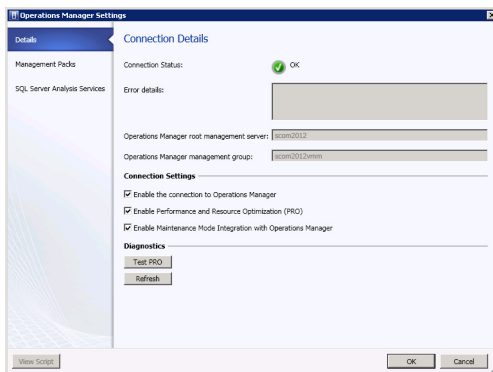 Operations Manager Settings
Details
Management Packs
SQL Server Analysis Services
Connection Details
Connection Status:
OK
Error details:
Operations Manager root management server: scom2012
Operations Manager management group: scom2012vmm
Connection Settings
Enable the connection to Operations Manager
Enable Performance and Resource Optimization (PRO)
Enable Maintenance Mode Integration with Operations Manager
Diagnostics
Test PRO
Refresh
View Script
OK
Cancel